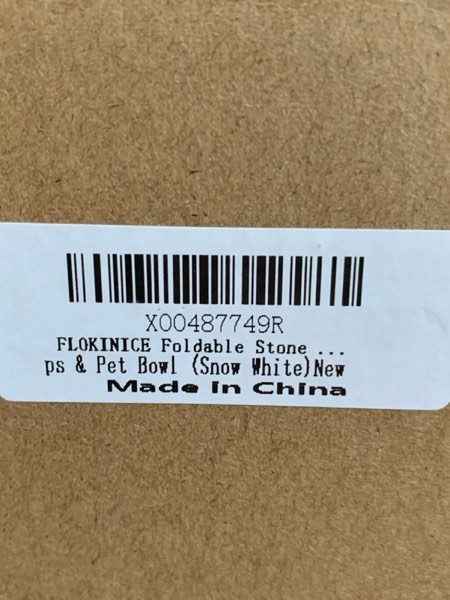 X00487749R
FLOKINICE Foldable Stone ...
ps & Pet Bowl (Snow White)New
Made in China